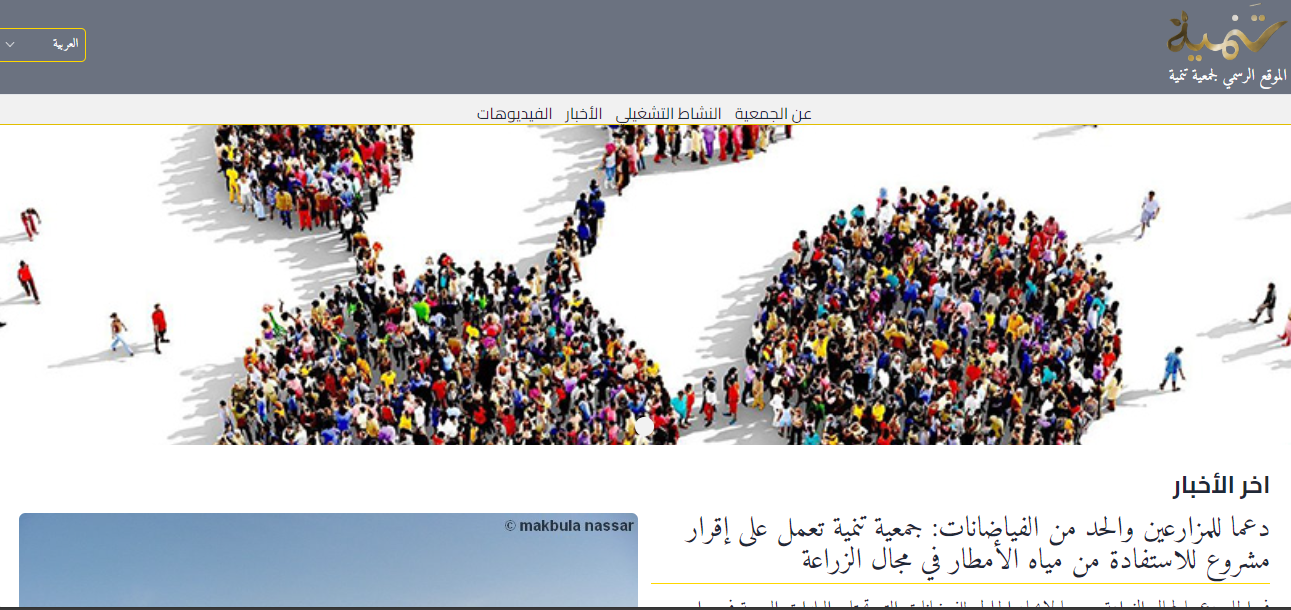 تنمية
الموقع الرسمي لجمعية تنمية
العربية
عن الجمعية النشاط التشغيلي الأخبار الفيديوهات
اخر الأخبار
دعما للمزارعين والحد من الفياضانات: جمعية تنمية تعمل على إقرار
مشروع للاستفادة من مياه الأمطار في مجال الزراعة
© makbula nassar